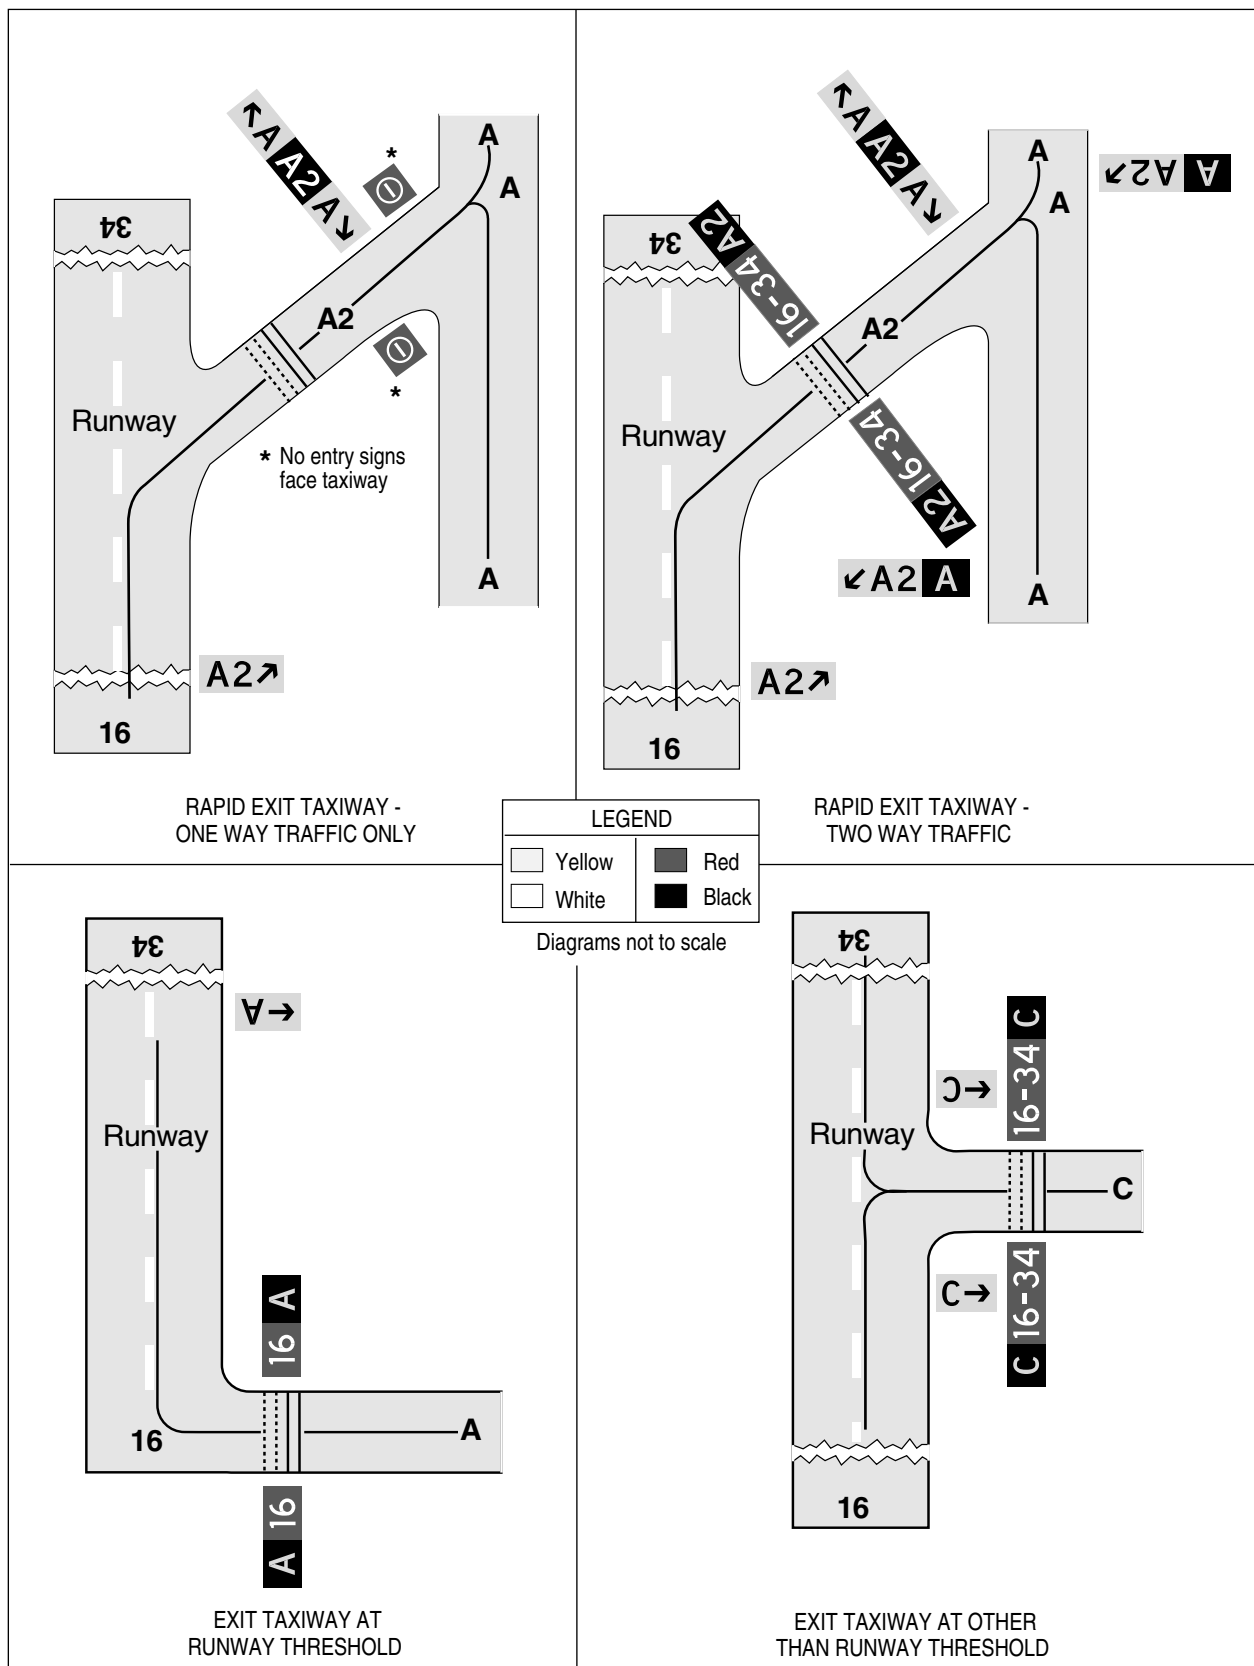 ↖A A2 A↘
*
A
A
34
A2
Runway
*
* No entry signs
face taxiway
A
A2↗
16
RAPID EXIT TAXIWAY -
ONE WAY TRAFFIC ONLY
↖A A2 A↘
A
A
A2↙ A
34
16-34 A2
A2
Runway
A2 16-34
↙A2 A
A
A2↗
16
RAPID EXIT TAXIWAY -
TWO WAY TRAFFIC
LEGEND
Yellow
Red
White
Black
Diagrams not to scale
34
A→
Runway
16 A
16
A
A 16
EXIT TAXIWAY AT
RUNWAY THRESHOLD
34
16-34 C
C→
Runway
C
C→
C 16-34
16
EXIT TAXIWAY AT OTHER
THAN RUNWAY THRESHOLD